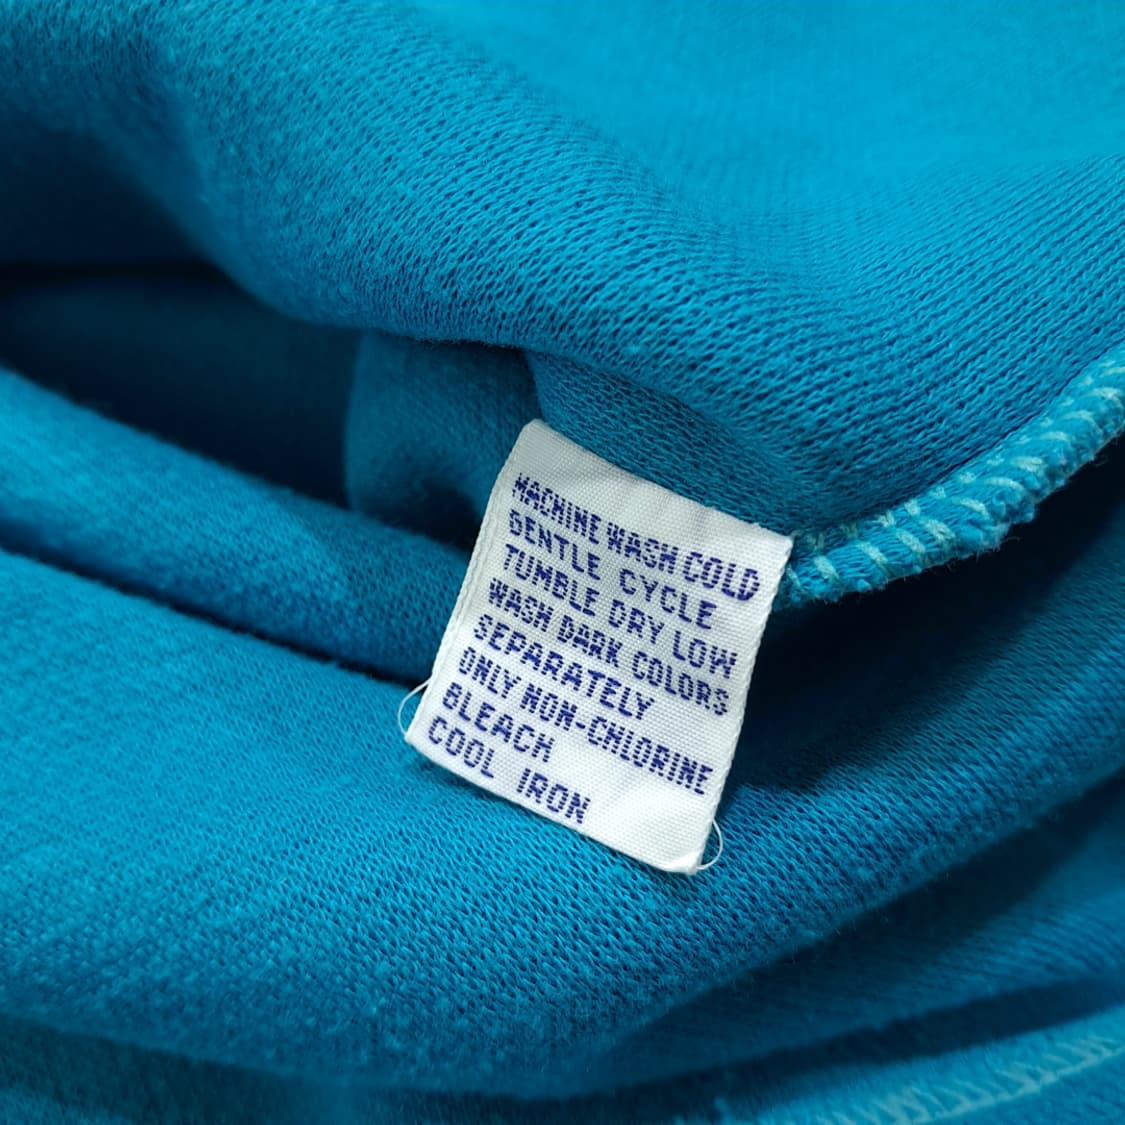 MACHINE WASH COLD
GENTLE CYCLE
TUMBLE DRY LOW
WASH DARK COLORS
SEPARATELY
ONLY NON-CHLORINE
BLEACH
COOL IRON